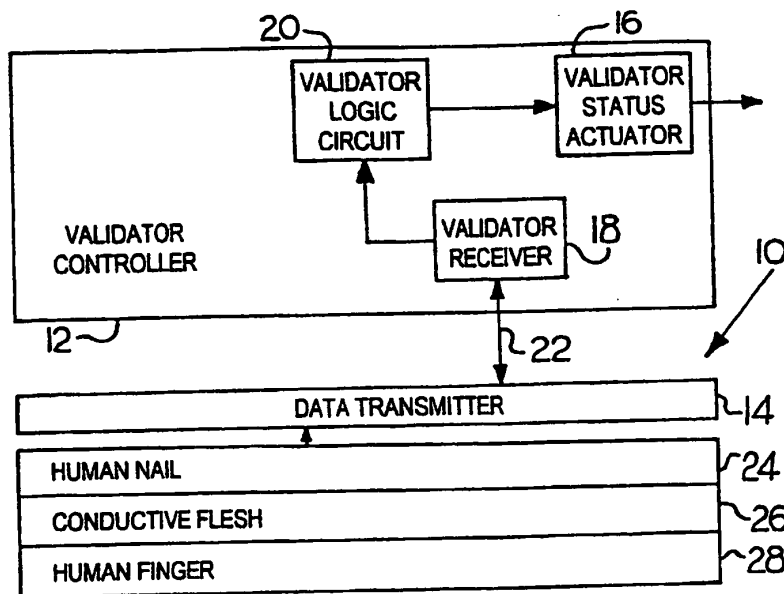 20
16
VALIDATOR
LOGIC
CIRCUIT
VALIDATOR
STATUS
ACTUATOR
VALIDATOR
CONTROLLER
VALIDATOR
RECEIVER
18
10
12
22
DATA TRANSMITTER
14
HUMAN NAIL
24
CONDUCTIVE FLESH
26
HUMAN FINGER
28